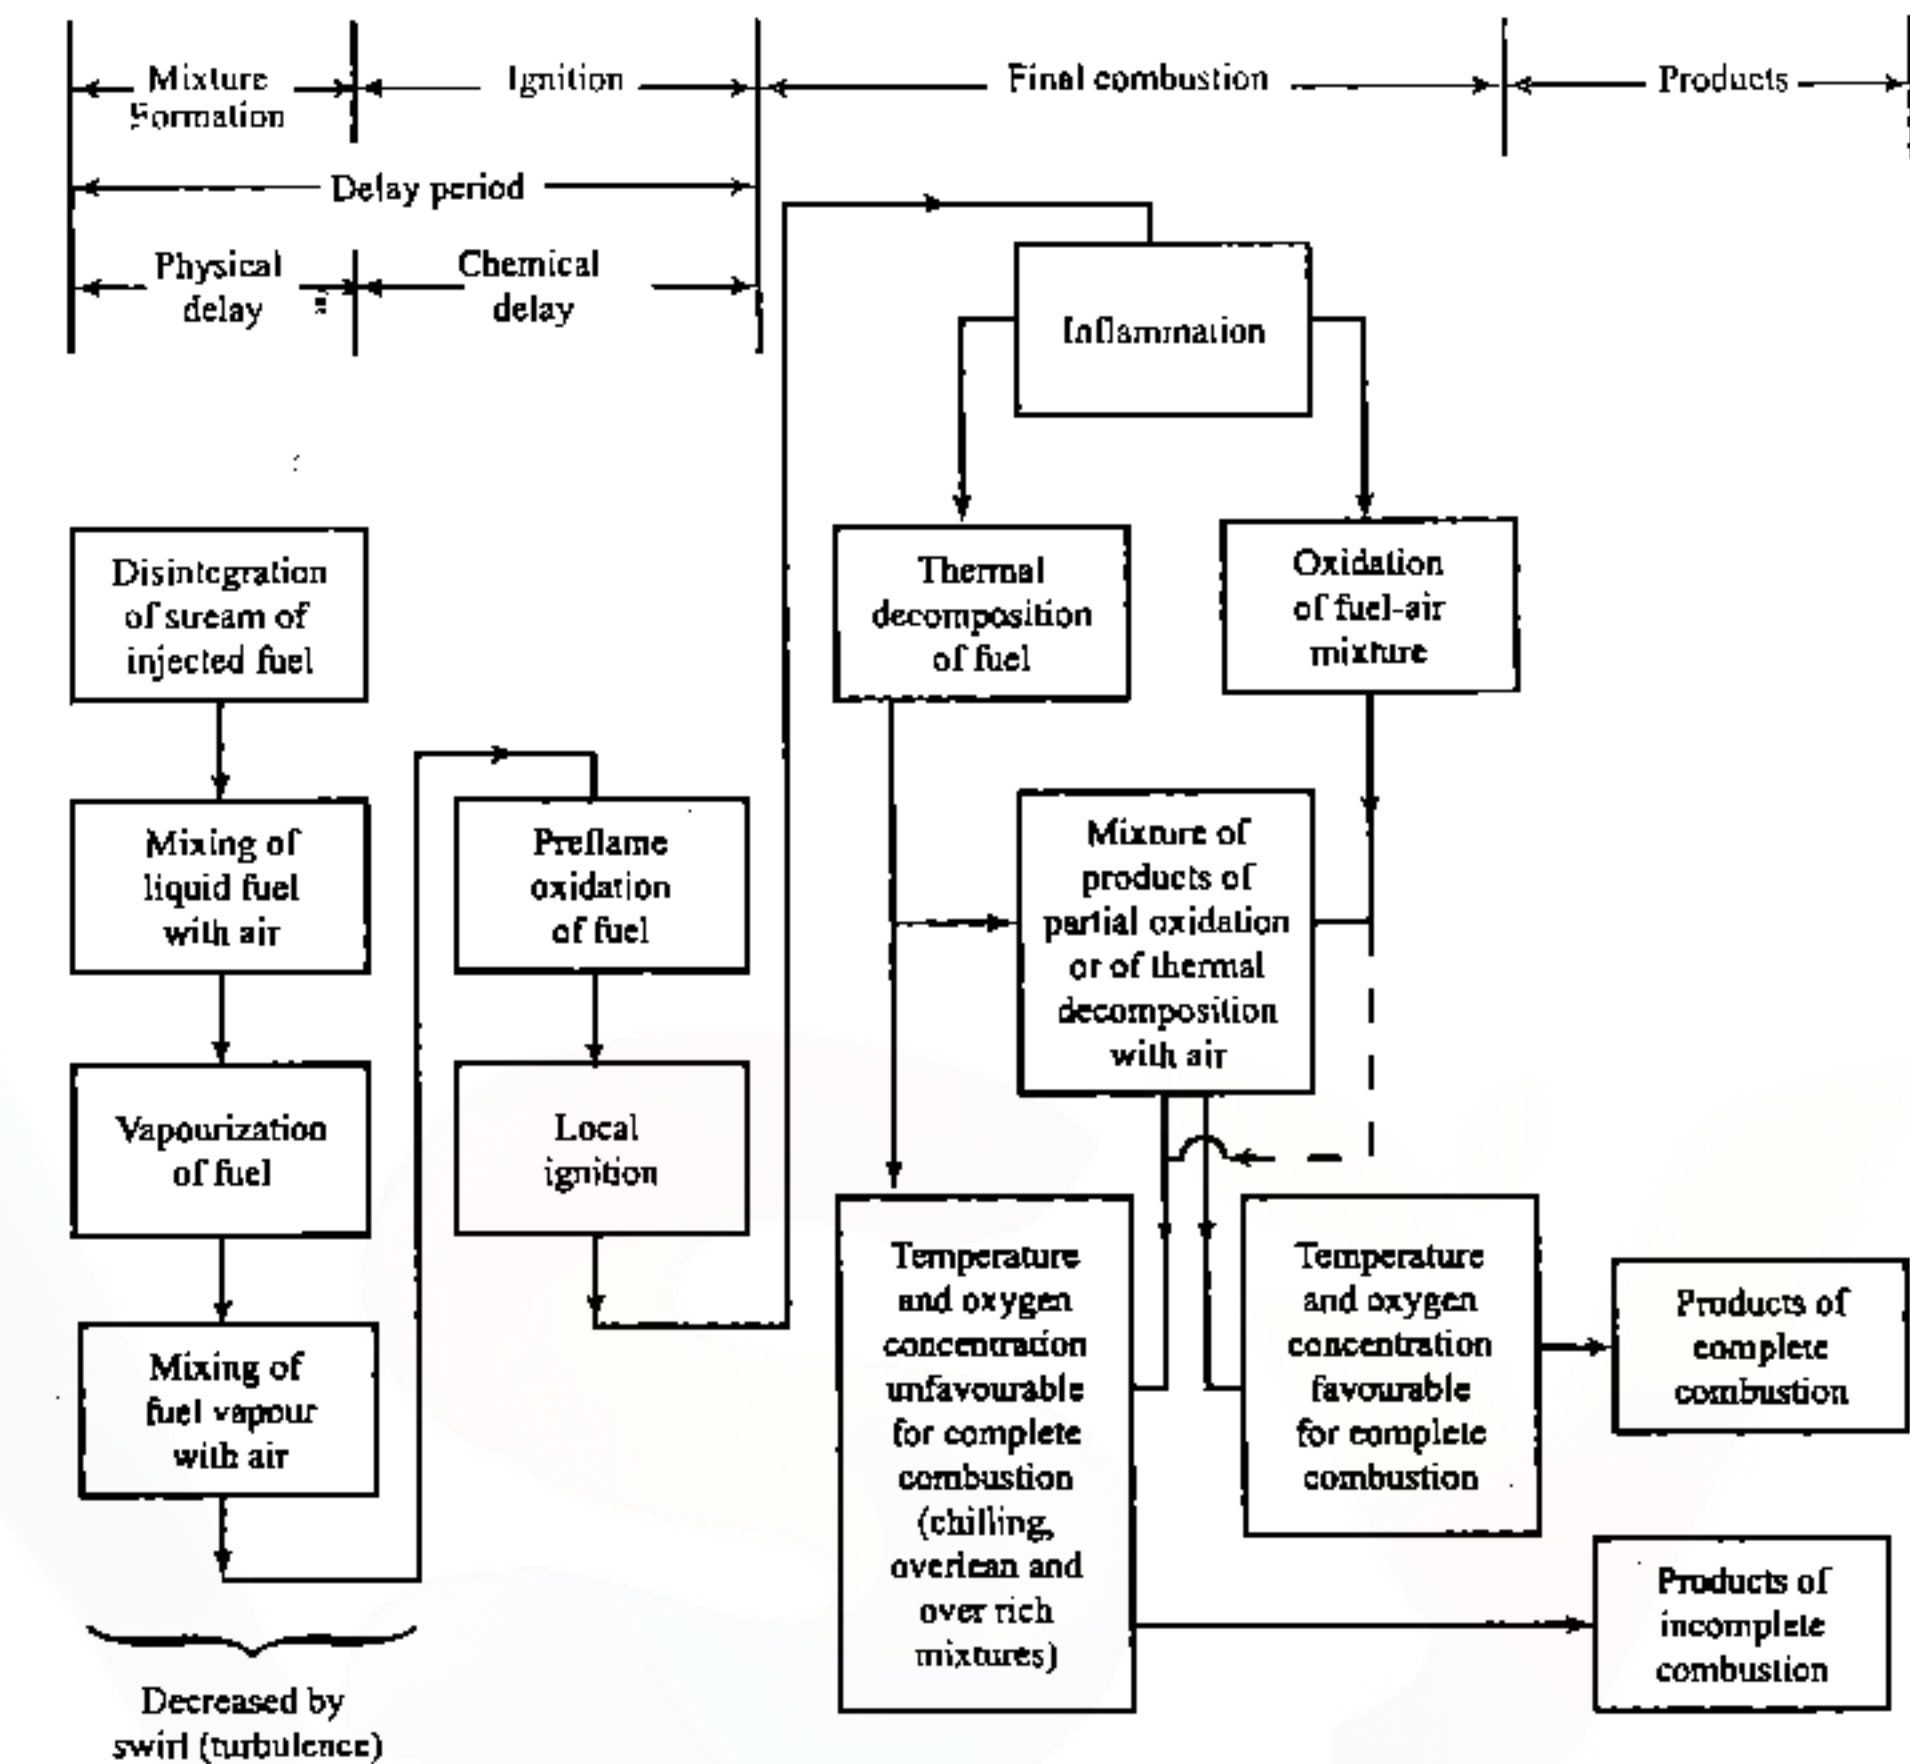 Mixture
Formation
Ignition
Final combustion
Products
Delay period
Physical
delay
Chemical
delay
Inflammation
Disintegration
of stream of
injected fuel
Thermal
decomposition
of fuel
Oxidation
of fuel-air
mixture
Mixing of
liquid fuel
with air
Preflame
oxidation
of fuel
Mixture of
products of
partial oxidation
or of thermal
decomposition
with air
Vapourization
of fuel
Local
ignition
Mixing of
fuel vapour
with air
Temperature
and oxygen
concentration
unfavourable
for complete
combustion
(chilling,
overlean and
over rich
mixtures)
Temperature
and oxygen
concentration
favourable
for complete
combustion
Products of
complete
combustion
Products of
incomplete
combustion
Decreased by
swirl (turbulence)